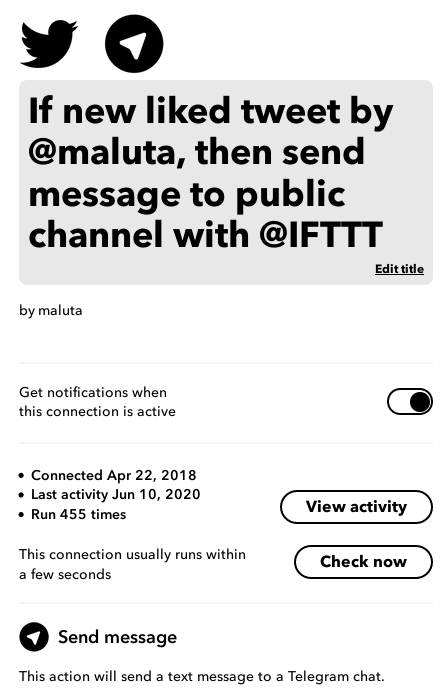 If new liked tweet by
@maluta, then send
message to public
channel with @IFTTT
Edit title
by maluta
Get notifications when
this connection is active
• Connected Apr 22, 2018
• Last activity Jun 10, 2020
• Run 455 times
View activity
This connection usually runs within
a few seconds
Check now
Send message
This action will send a text message to a Telegram chat.